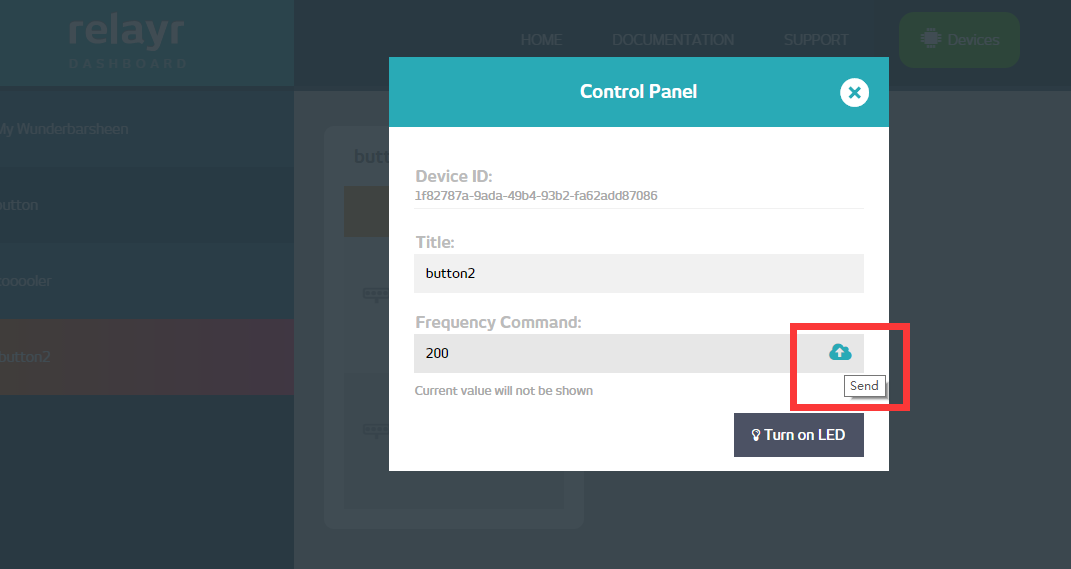 relayr
DASHBOARD
HOME
DOCUMENTATION
SUPPORT
Devices
My Wunderbarsheen
button
oooooler
button2
Control Panel
Device ID:
1f82787a-9ada-49b4-93b2-fa62add87086
Title:
button2
Frequency Command:
200
Send
Current value will not be shown
Turn on LED